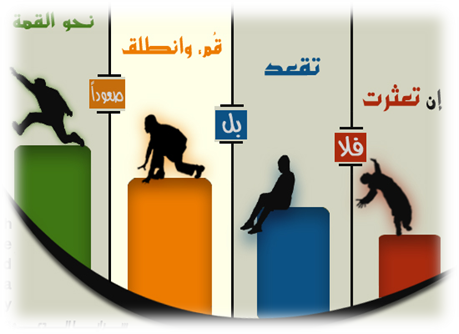 إن تعثرت
فلا
تقعد
بل
قُم، وانطلق
صعوداً
نحو القمة